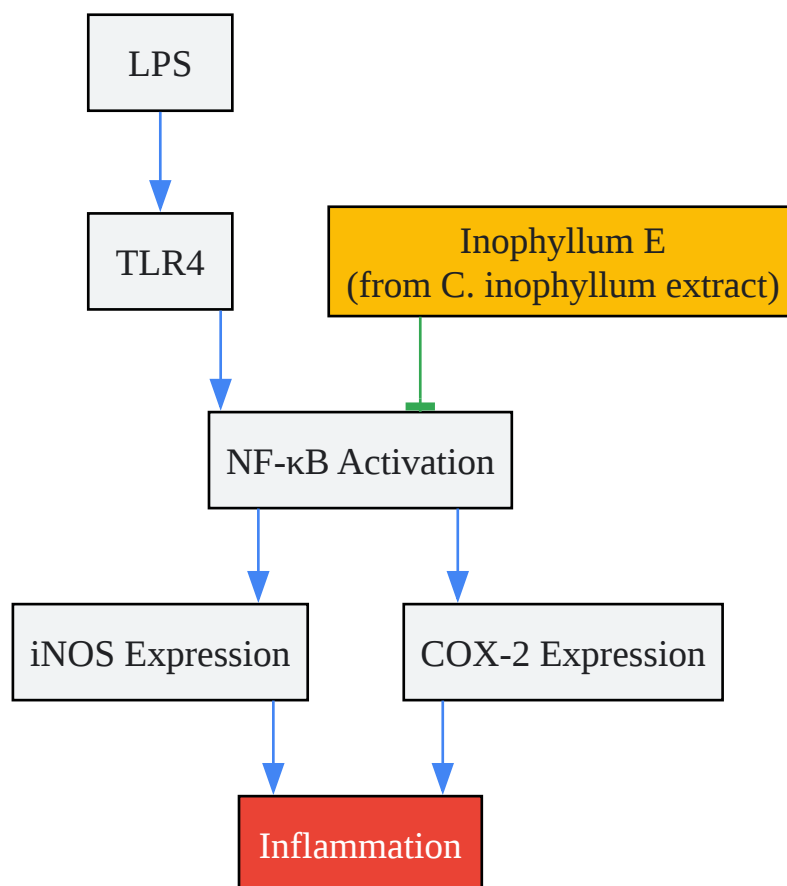 LPS
TLR4
Inophyllum E
(from C. inophyllum extract)
NF-κB Activation
iNOS Expression
COX-2 Expression
Inflammation